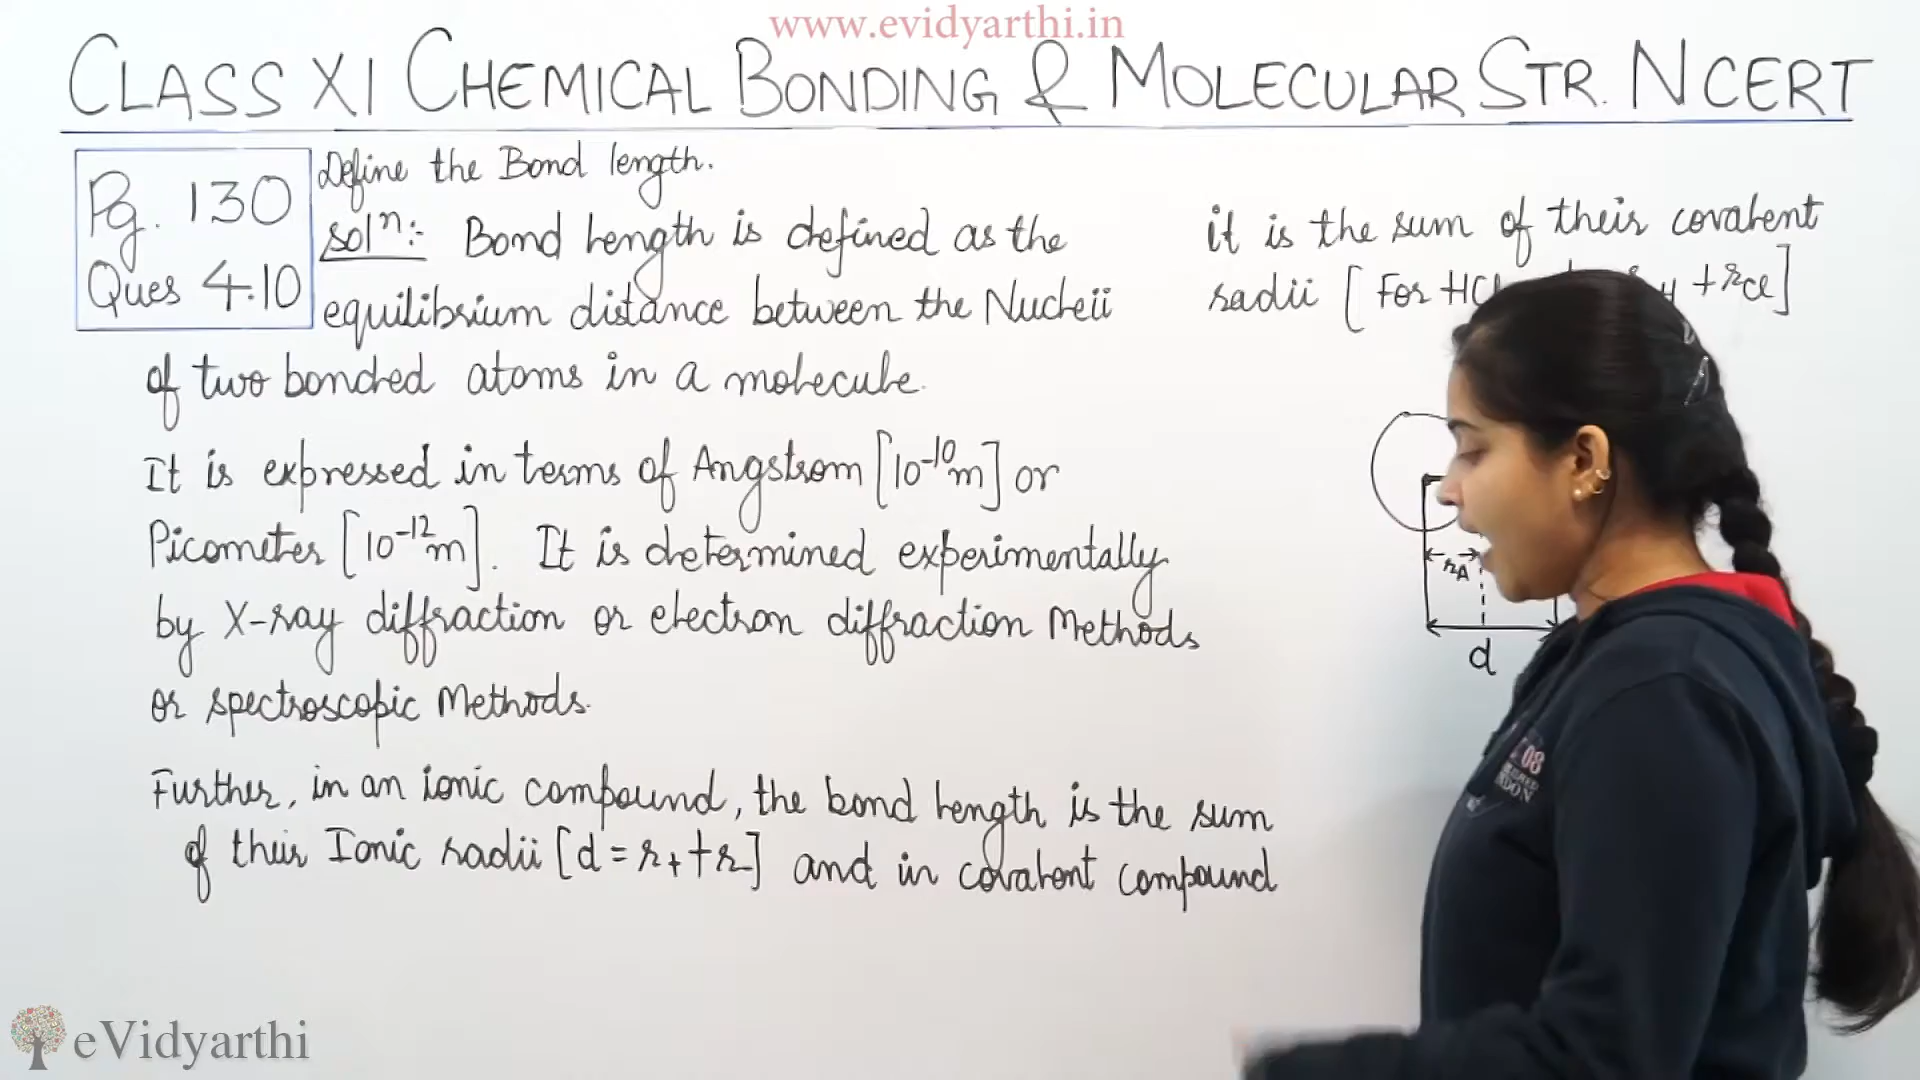 www.evidyarthi.in
CLASS XI CHEMICAL BONDING & MOLECULAR STR. NCERT
Pg. 130
Ques 4.10
Define the Bond length.
Solⁿ:- Bond length is defined as the
equilibrium distance between the Nucleii
of two bonded atoms in a molecule.
It is expressed in terms of Angstrom [10⁻¹⁰m] or
Picometer [10⁻¹²m]. It is determined experimentally
by X-ray diffraction or electron diffraction Methods
or spectroscopic Methods.
Further, in an ionic compound, the bond length is the sum
of their Ionic radii [d = r₊ + r₋] and in covalent compound
it is the sum of their covalent
radii [For HCl + rCl]
rA
d
08
eVidyarthi